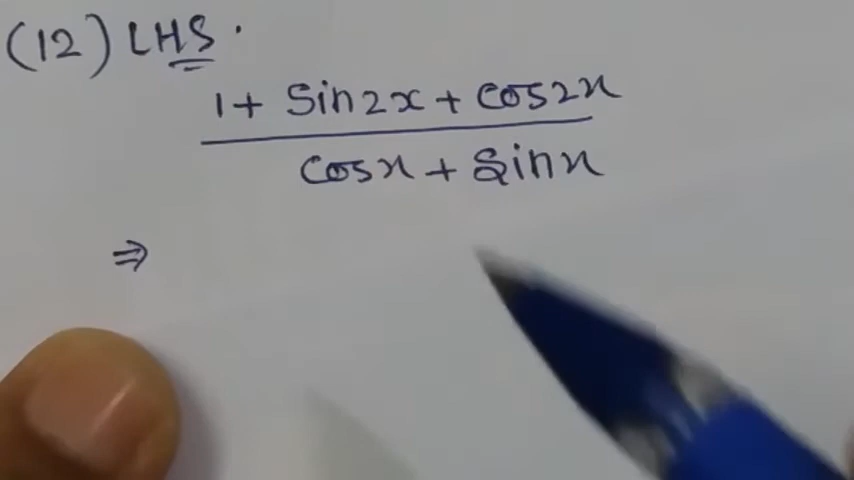 (12) LHS.
1+ Sin2x + Cos2x
Cosx + Sinx
⇒